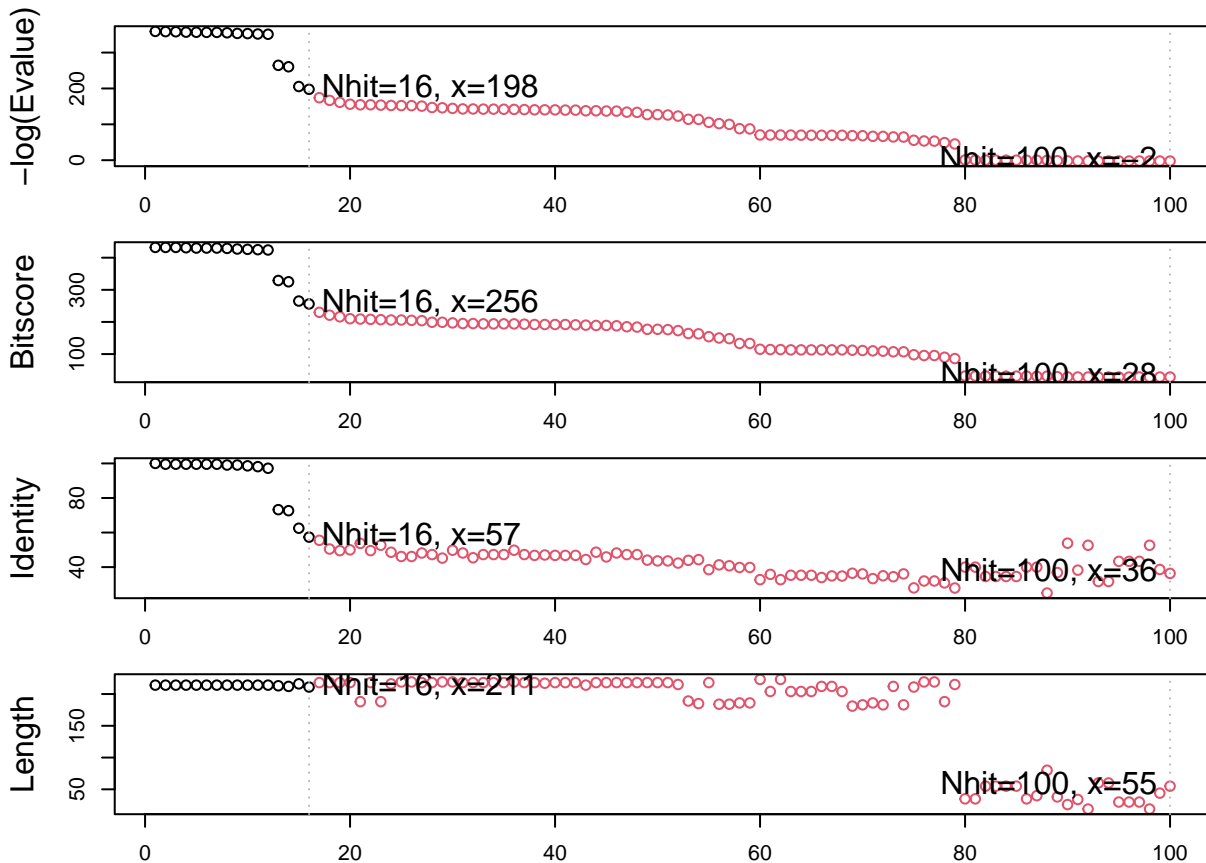 −log(Evalue)
200
0
Nhit=16, x=198
Nhit=100, x=−2
0 20 40 60 80 100
Bitscore
300
100
Nhit=16, x=256
Nhit=100, x=28
0 20 40 60 80 100
Identity
80
40
Nhit=16, x=57
Nhit=100, x=36
0 20 40 60 80 100
Length
150
50
Nhit=16, x=211
Nhit=100, x=55
0 20 40 60 80 100